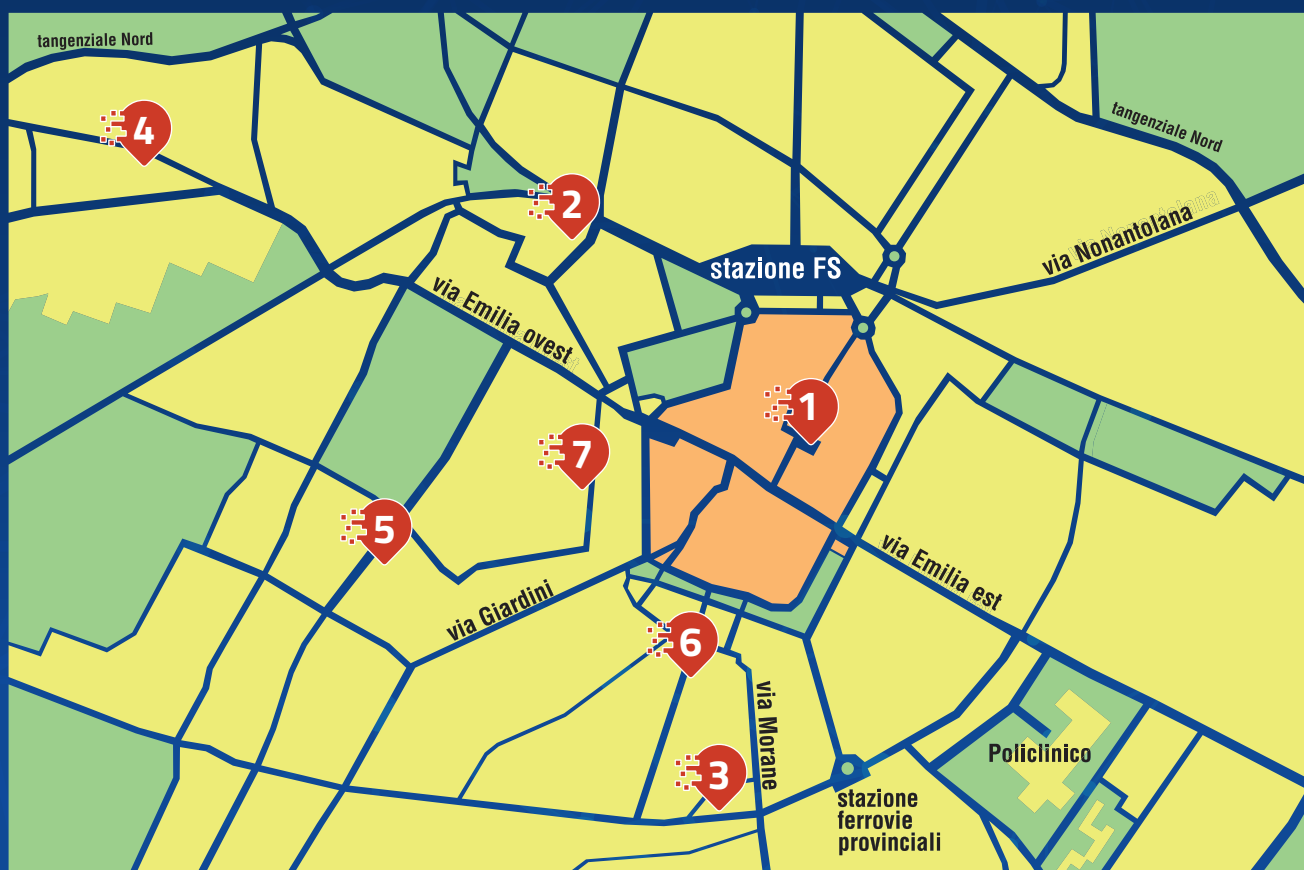 tangenziale Nord
tangenziale Nord
4
2
via Nonantolana
stazione FS
via Emilia ovest
1
7
5
via Emilia est
via Giardini
6
via Morane
3
Policlinico
stazione
ferrovie
provinciali